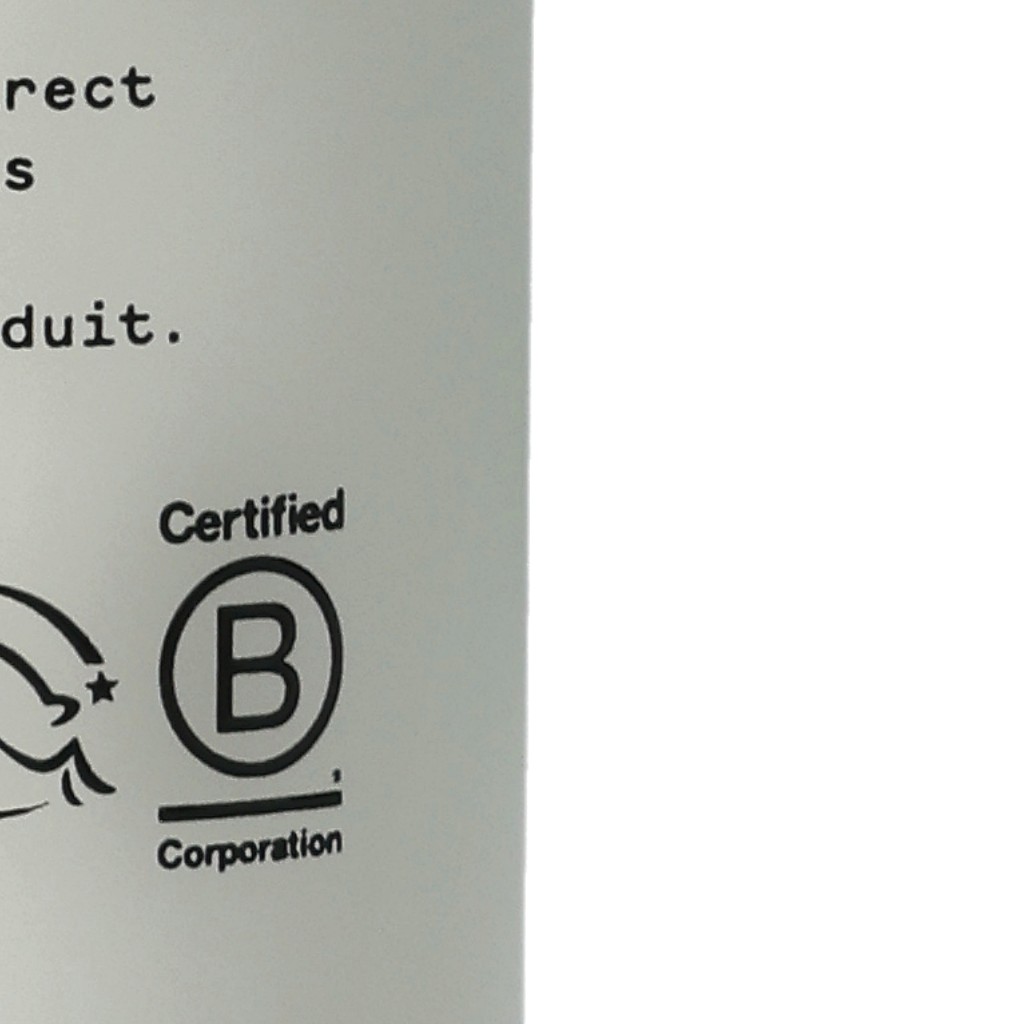 rect
s
duit.
Certified
B
Corporation